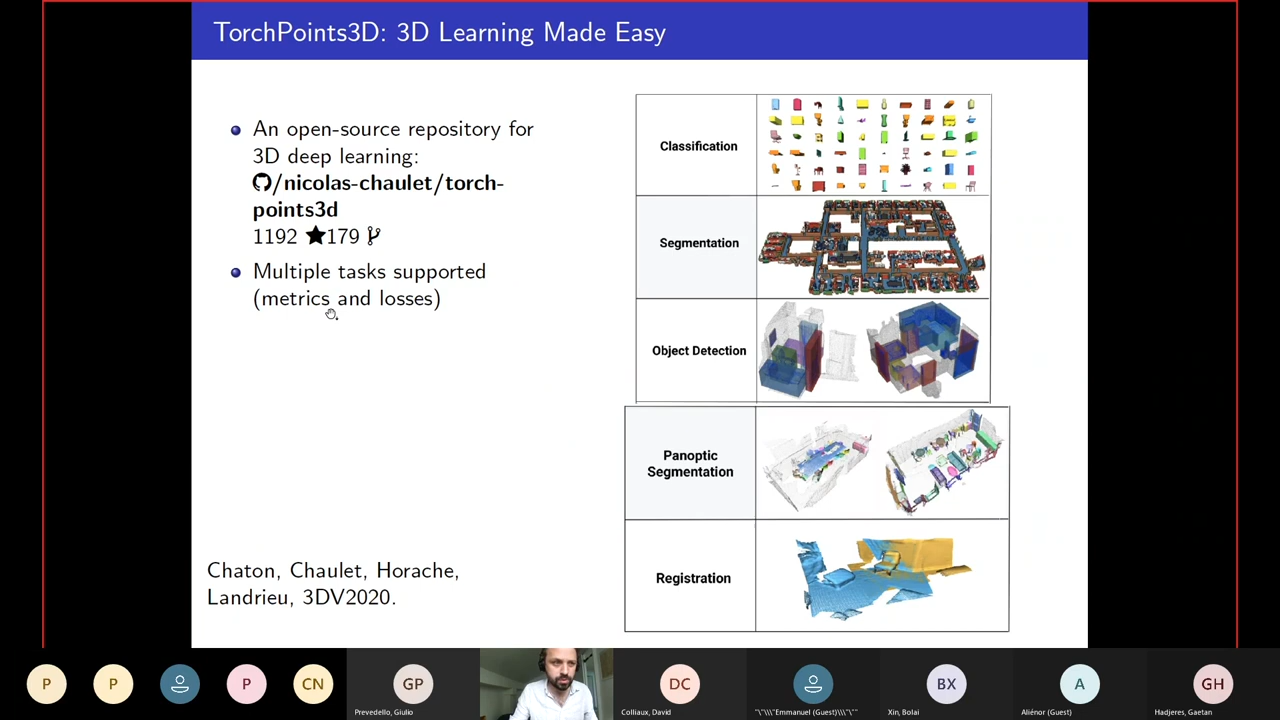 TorchPoints3D: 3D Learning Made Easy
An open-source repository for
3D deep learning:
/nicolas-chaulet/torch-
points3d
1192 ★179
Multiple tasks supported
(metrics and losses)
Chaton, Chaulet, Horache,
Landrieu, 3DV2020.
Classification
Segmentation
Object Detection
Panoptic
Segmentation
Registration
P
P
P
CN
GP
DC
BX
A
GH
Prevedello, Giulio
Colliaux, David
"\"\\\"Emmanuel (Guest)\\\"\""
Xin, Bolai
Aliénor (Guest)
Hadjeres, Gaetan